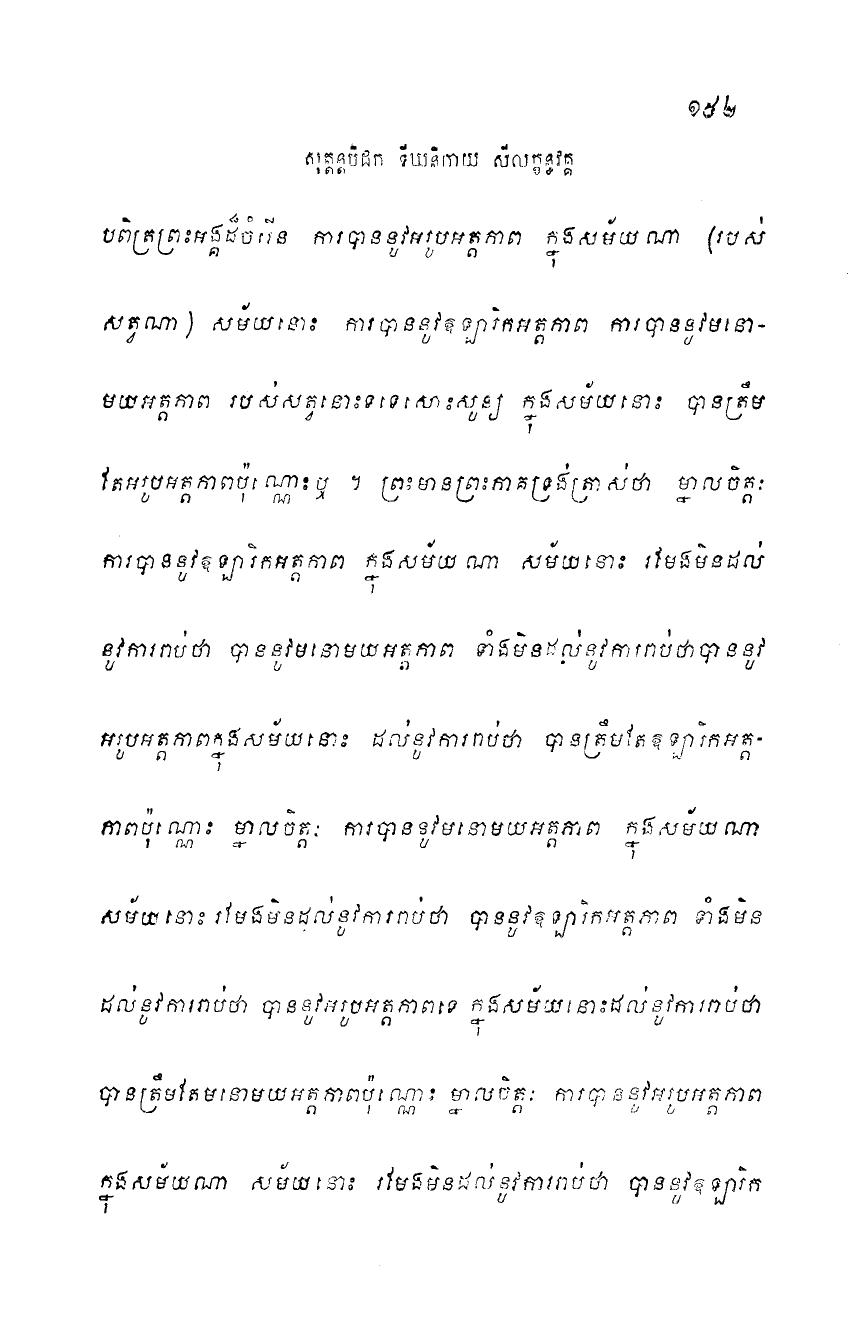 ១៥២
សុត្តន្តបិដក ទីឃនិកាយ សីលក្ខន្ធវគ្គ
បពិត្រព្រះអង្គដ៏ចំរើន ការបាននូវអរូបអត្តភាព ក្នុងសម័យណា (របស់
សត្វណា) សម័យនោះ ការបាននូវឱឡារិកអត្តភាព ការបាននូវមនោ-
មយអត្តភាព របស់សត្វនោះទទេសោះសូន្យ ក្នុងសម័យនោះ បានត្រឹម
តែអរូបអត្តភាពប៉ុណ្ណោះឬ ។ ព្រះមានព្រះភាគទ្រង់ត្រាស់ថា ម្នាលចិត្តៈ
ការបាននូវឱឡារិកអត្តភាព ក្នុងសម័យណា សម័យនោះ រមែងមិនដល់
នូវការរាប់ថា បាននូវមនោមយអត្តភាព ទាំងមិនដល់នូវការរាប់ថាបាននូវ
អរូបអត្តភាពក្នុងសម័យនោះ ដល់នូវការរាប់ថា បានត្រឹមតែឱឡារិកអត្ត-
ភាពប៉ុណ្ណោះ ម្នាលចិត្តៈ ការបាននូវមនោមយអត្តភាព ក្នុងសម័យណា
សម័យនោះ រមែងមិនដល់នូវការរាប់ថា បាននូវឱឡារិកអត្តភាព ទាំងមិន
ដល់នូវការរាប់ថា បាននូវអរូបអត្តភាពទេ ក្នុងសម័យនោះដល់នូវការរាប់ថា
បានត្រឹមតែមនោមយអត្តភាពប៉ុណ្ណោះ ម្នាលចិត្តៈ ការបាននូវអរូបអត្តភាព
ក្នុងសម័យណា សម័យនោះ រមែងមិនដល់នូវការរាប់ថា បាននូវឱឡារិក